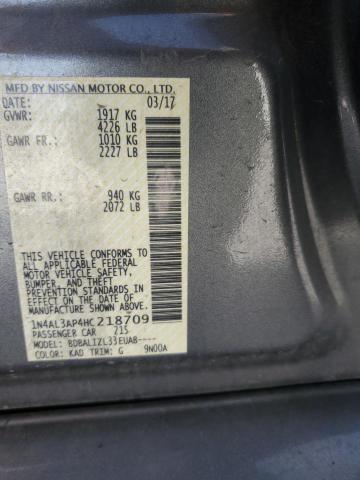 MFD BY NISSAN MOTOR CO., LTD.
DATE: 03/17
GVWR: 1917 KG
4226 LB
GAWR FR.: 1010 KG
2227 LB
GAWR RR.: 940 KG
2072 LB
THIS VEHICLE CONFORMS TO
ALL APPLICABLE FEDERAL
MOTOR VEHICLE SAFETY,
BUMPER, AND THEFT
PREVENTION STANDARDS IN
EFFECT ON THE DATE OF
MANUFACTURE SHOWN ABOVE.
1N4AL3AP4HC218709
PASSENGER CAR 215
MODEL: BDBALIZL33EUAB----
COLOR: KAD TRIM: G 9N00A